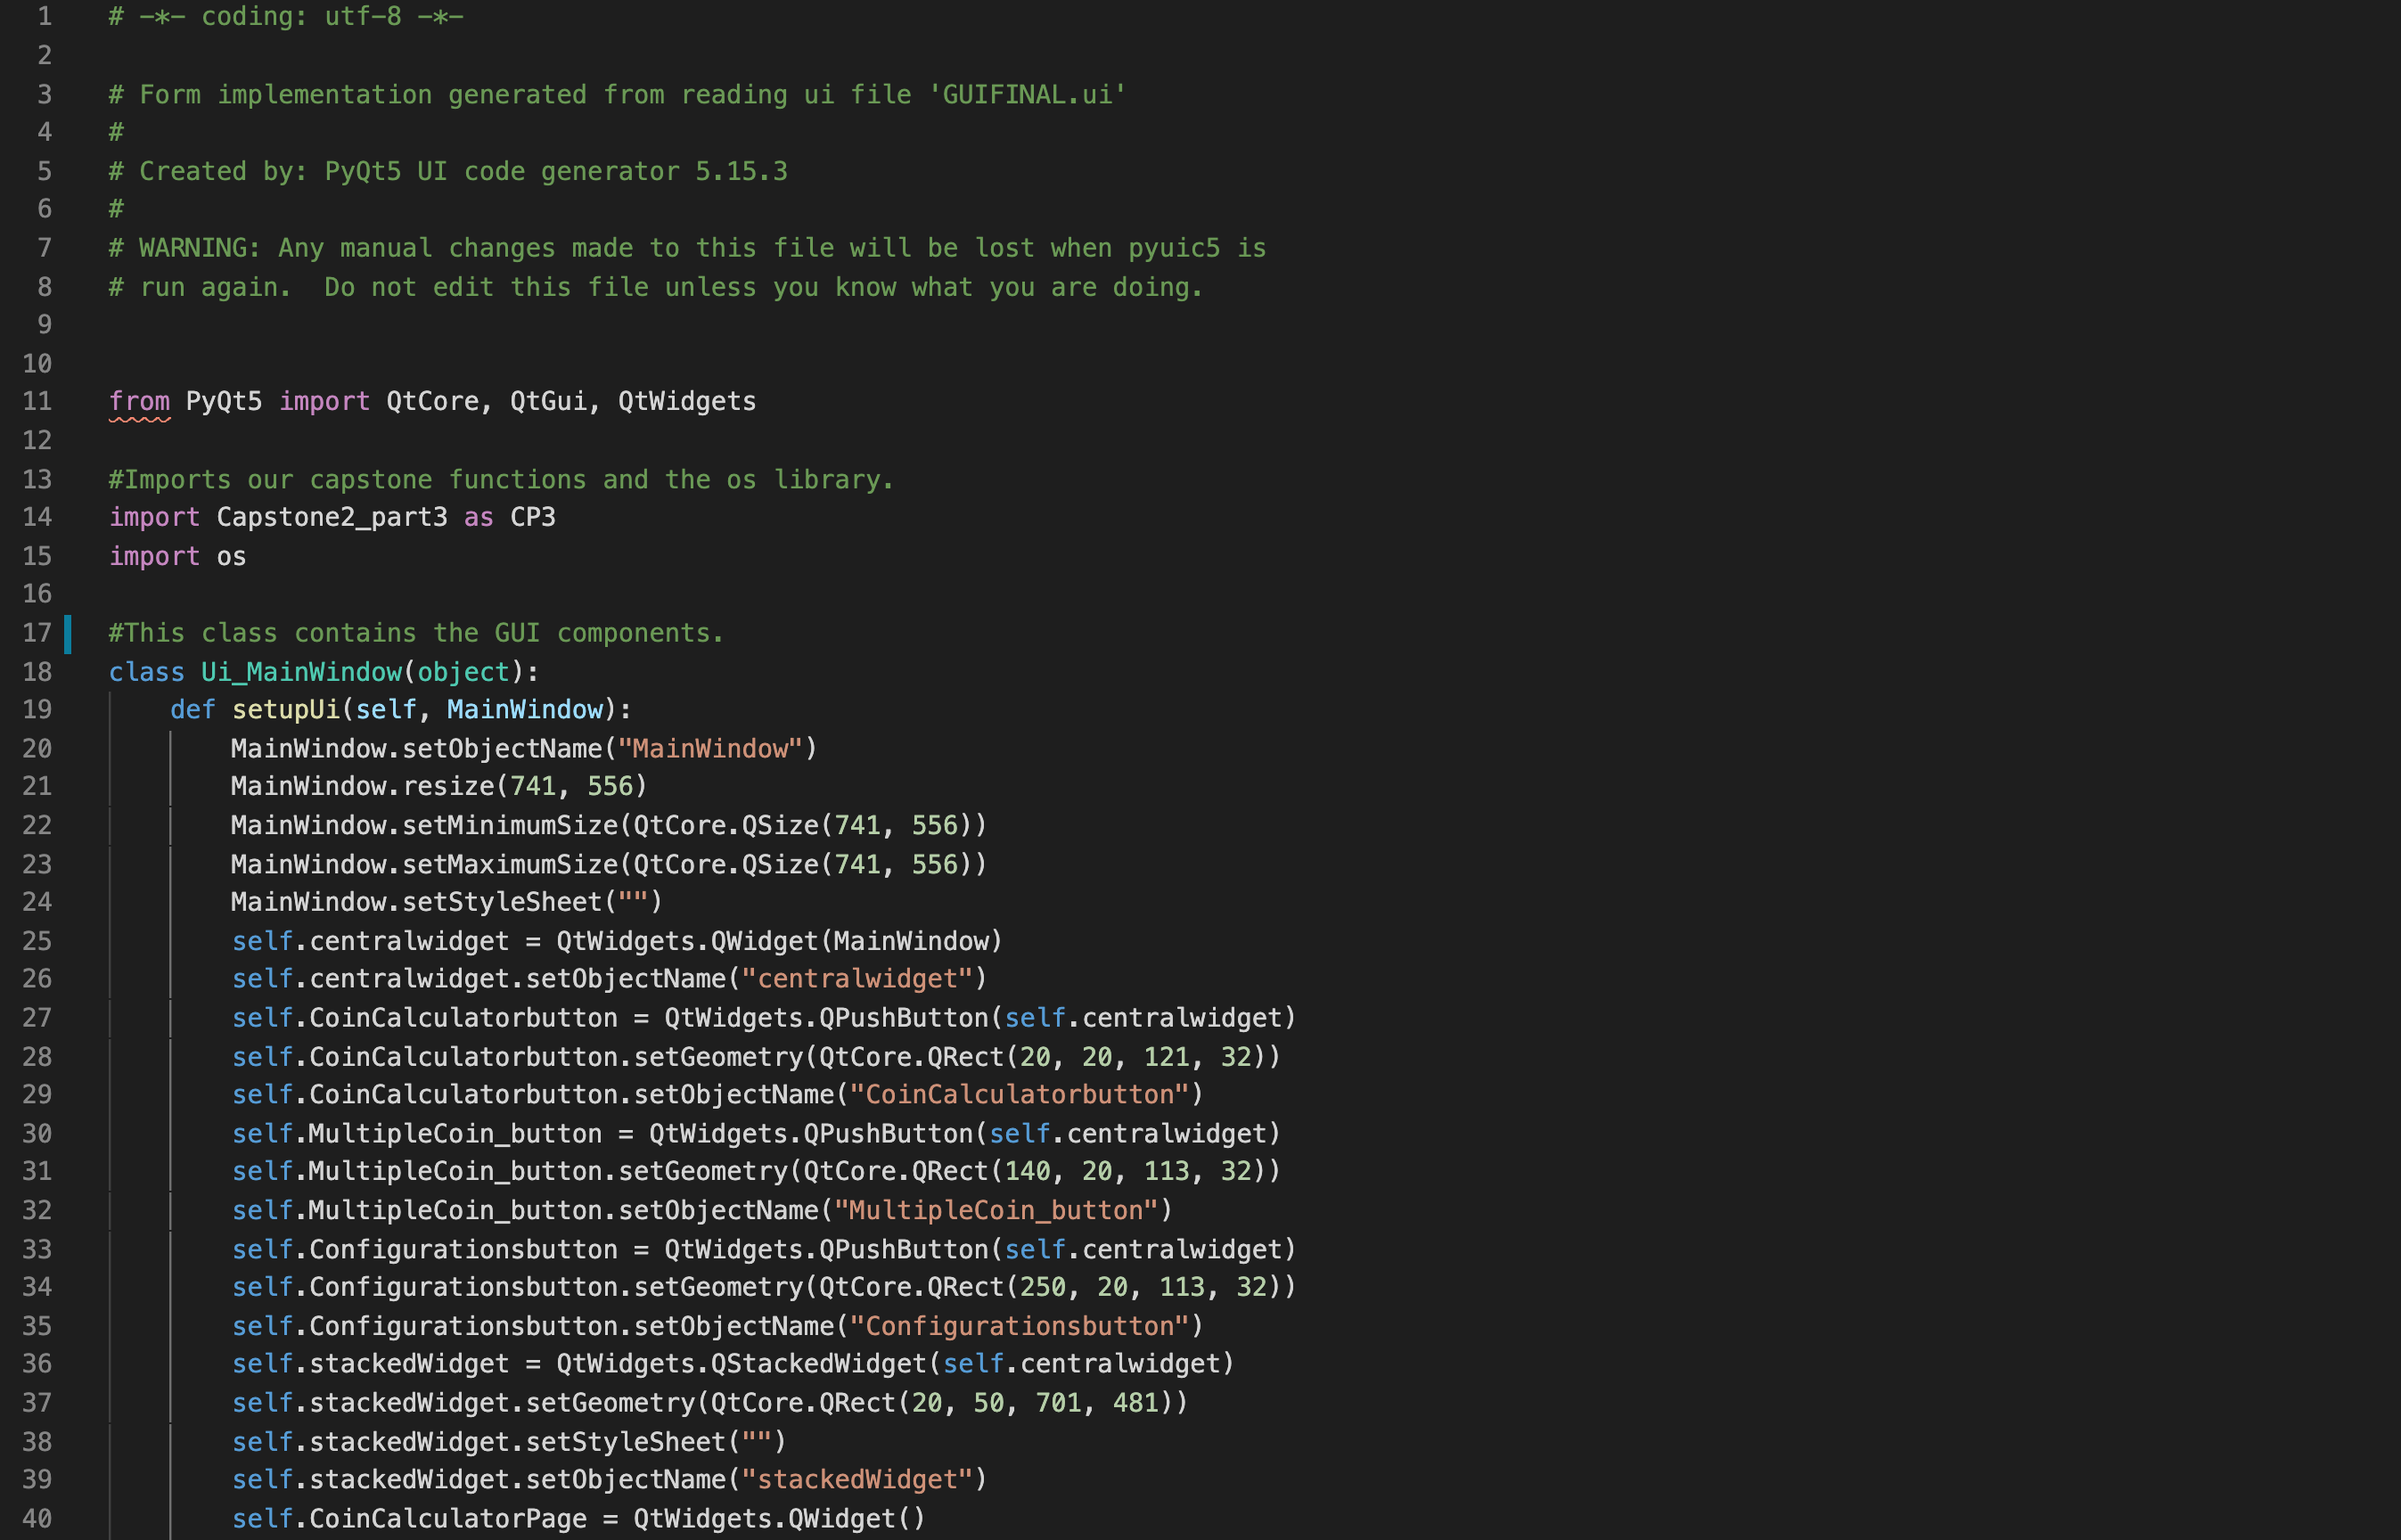 1 # -*- coding: utf-8 -*-
2
3 # Form implementation generated from reading ui file 'GUIFINAL.ui'
4 #
5 # Created by: PyQt5 UI code generator 5.15.3
6 #
7 # WARNING: Any manual changes made to this file will be lost when pyuic5 is
8 # run again.  Do not edit this file unless you know what you are doing.
9
10
11 from PyQt5 import QtCore, QtGui, QtWidgets
12
13 #Imports our capstone functions and the os library.
14 import Capstone2_part3 as CP3
15 import os
16
17 #This class contains the GUI components.
18 class Ui_MainWindow(object):
19     def setupUi(self, MainWindow):
20         MainWindow.setObjectName("MainWindow")
21         MainWindow.resize(741, 556)
22         MainWindow.setMinimumSize(QtCore.QSize(741, 556))
23         MainWindow.setMaximumSize(QtCore.QSize(741, 556))
24         MainWindow.setStyleSheet("")
25         self.centralwidget = QtWidgets.QWidget(MainWindow)
26         self.centralwidget.setObjectName("centralwidget")
27         self.CoinCalculatorbutton = QtWidgets.QPushButton(self.centralwidget)
28         self.CoinCalculatorbutton.setGeometry(QtCore.QRect(20, 20, 121, 32))
29         self.CoinCalculatorbutton.setObjectName("CoinCalculatorbutton")
30         self.MultipleCoin_button = QtWidgets.QPushButton(self.centralwidget)
31         self.MultipleCoin_button.setGeometry(QtCore.QRect(140, 20, 113, 32))
32         self.MultipleCoin_button.setObjectName("MultipleCoin_button")
33         self.Configurationsbutton = QtWidgets.QPushButton(self.centralwidget)
34         self.Configurationsbutton.setGeometry(QtCore.QRect(250, 20, 113, 32))
35         self.Configurationsbutton.setObjectName("Configurationsbutton")
36         self.stackedWidget = QtWidgets.QStackedWidget(self.centralwidget)
37         self.stackedWidget.setGeometry(QtCore.QRect(20, 50, 701, 481))
38         self.stackedWidget.setStyleSheet("")
39         self.stackedWidget.setObjectName("stackedWidget")
40         self.CoinCalculatorPage = QtWidgets.QWidget()